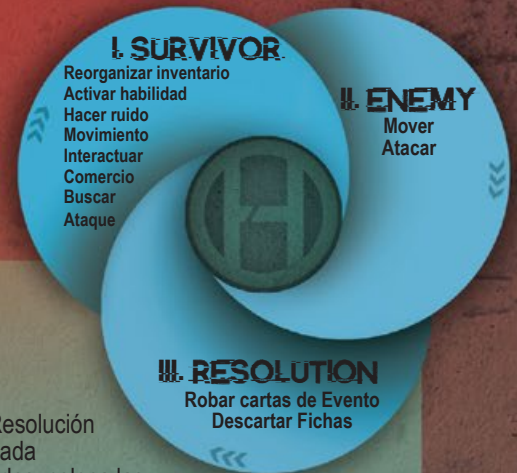 I. SURVIVOR
Reorganizar inventario
Activar habilidad
Hacer ruido
Movimiento
Interactuar
Comercio
Buscar
Ataque
II. ENEMY
Mover
Atacar
III. RESOLUTION
Robar cartas de Evento
Descartar Fichas
Resolución
ada